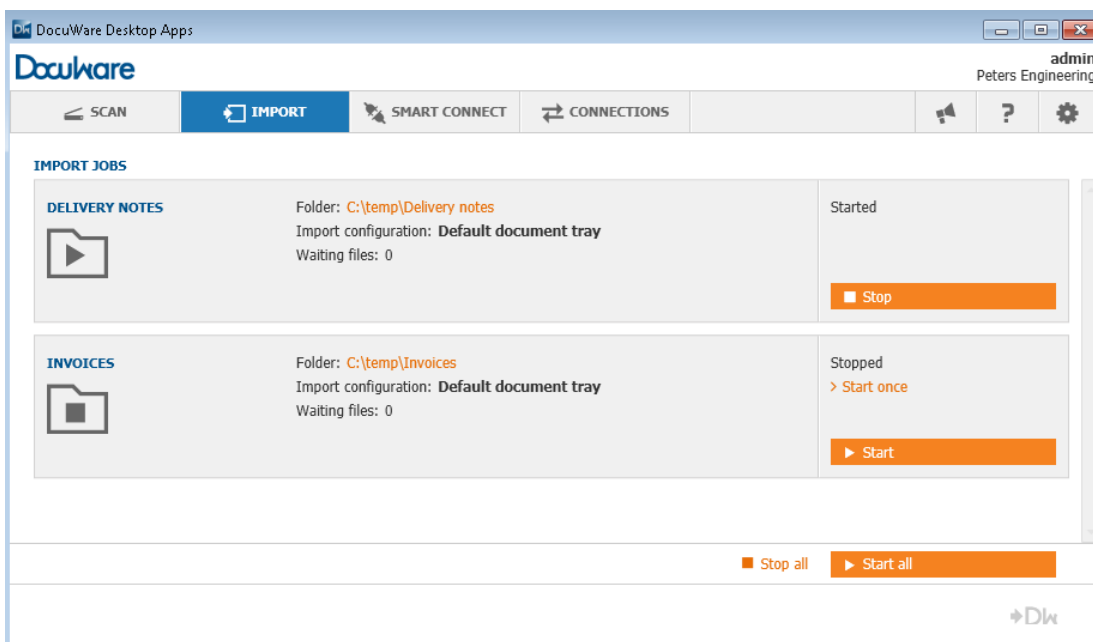 DW DocuWare Desktop Apps
DocuWare
admin
Peters Engineering
SCAN IMPORT SMART CONNECT CONNECTIONS ?
IMPORT JOBS
DELIVERY NOTES
Folder: C:\temp\Delivery notes
Import configuration: Default document tray
Waiting files: 0
Started
Stop
INVOICES
Folder: C:\temp\Invoices
Import configuration: Default document tray
Waiting files: 0
Stopped
> Start once
Start
Stop all Start all
DW